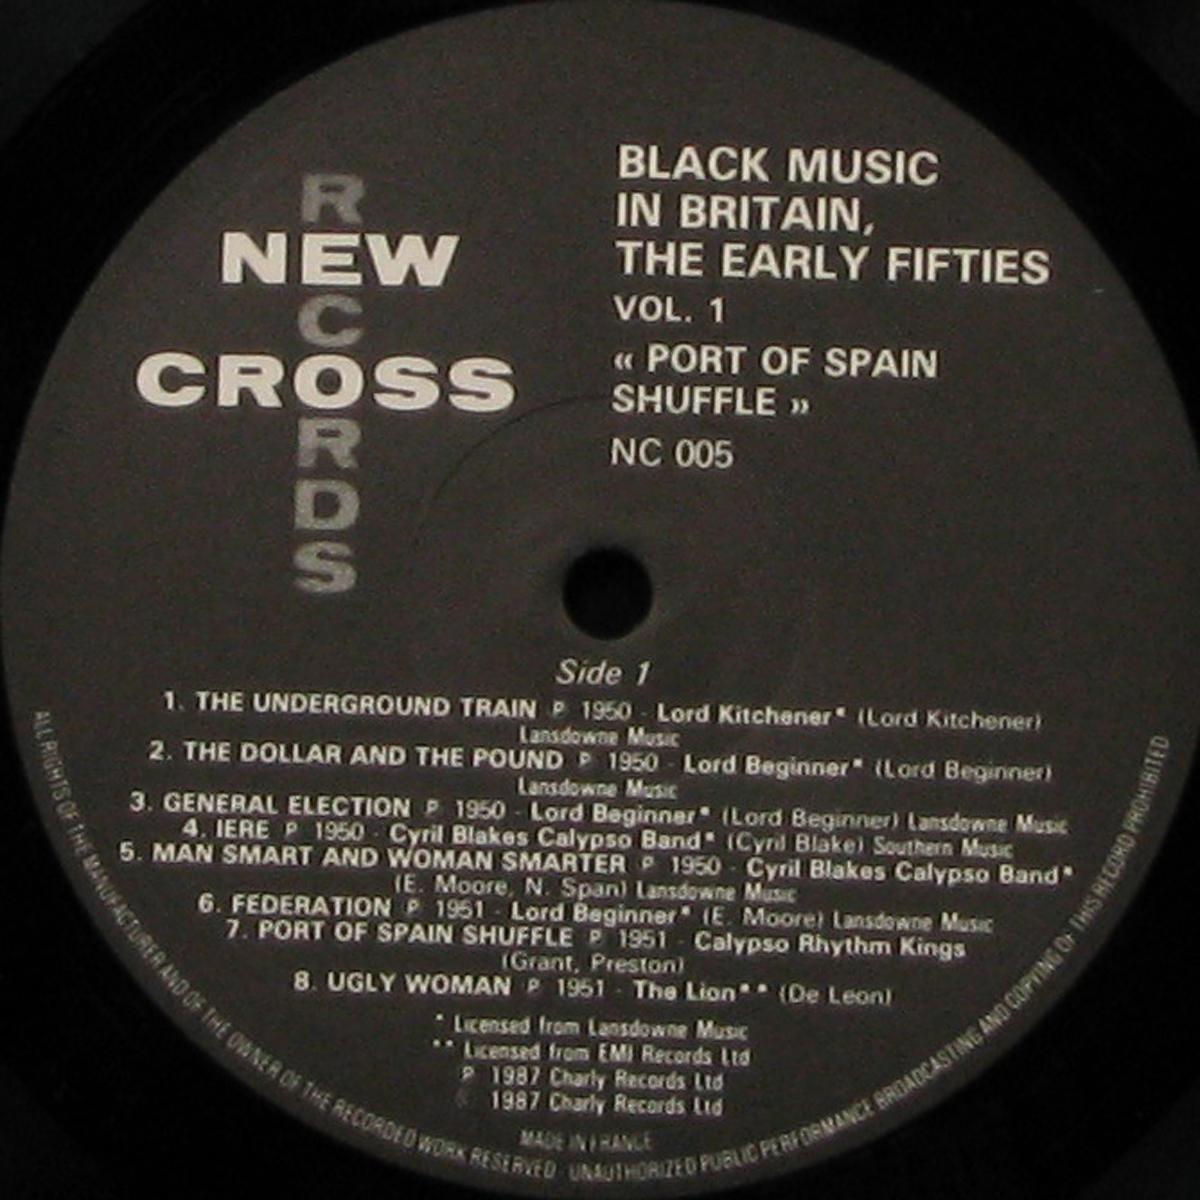 RECORDS
NEW
CROSS
BLACK MUSIC
IN BRITAIN,
THE EARLY FIFTIES
VOL. 1
« PORT OF SPAIN
SHUFFLE »
NC 005
Side 1
1. THE UNDERGROUND TRAIN ℗ 1950 - Lord Kitchener* (Lord Kitchener)
Lansdowne Music
2. THE DOLLAR AND THE POUND ℗ 1950 - Lord Beginner* (Lord Beginner)
Lansdowne Music
3. GENERAL ELECTION ℗ 1950 - Lord Beginner* (Lord Beginner) Lansdowne Music
4. IERE ℗ 1950 - Cyril Blakes Calypso Band* (Cyril Blake) Southern Music
5. MAN SMART AND WOMAN SMARTER ℗ 1950 - Cyril Blakes Calypso Band*
(E. Moore, N. Span) Lansdowne Music
6. FEDERATION ℗ 1951 - Lord Beginner* (E. Moore) Lansdowne Music
7. PORT OF SPAIN SHUFFLE ℗ 1951 - Calypso Rhythm Kings
(Grant, Preston)
8. UGLY WOMAN ℗ 1951 - The Lion** (De Leon)
* Licensed from Lansdowne Music
** Licensed from EMI Records Ltd
℗ 1987 Charly Records Ltd
© 1987 Charly Records Ltd
MADE IN FRANCE
ALL RIGHTS OF THE MANUFACTURER AND OF THE OWNER OF THE RECORDED WORK RESERVED - UNAUTHORIZED PUBLIC PERFORMANCE BROADCASTING AND COPYING OF THIS RECORD PROHIBITED